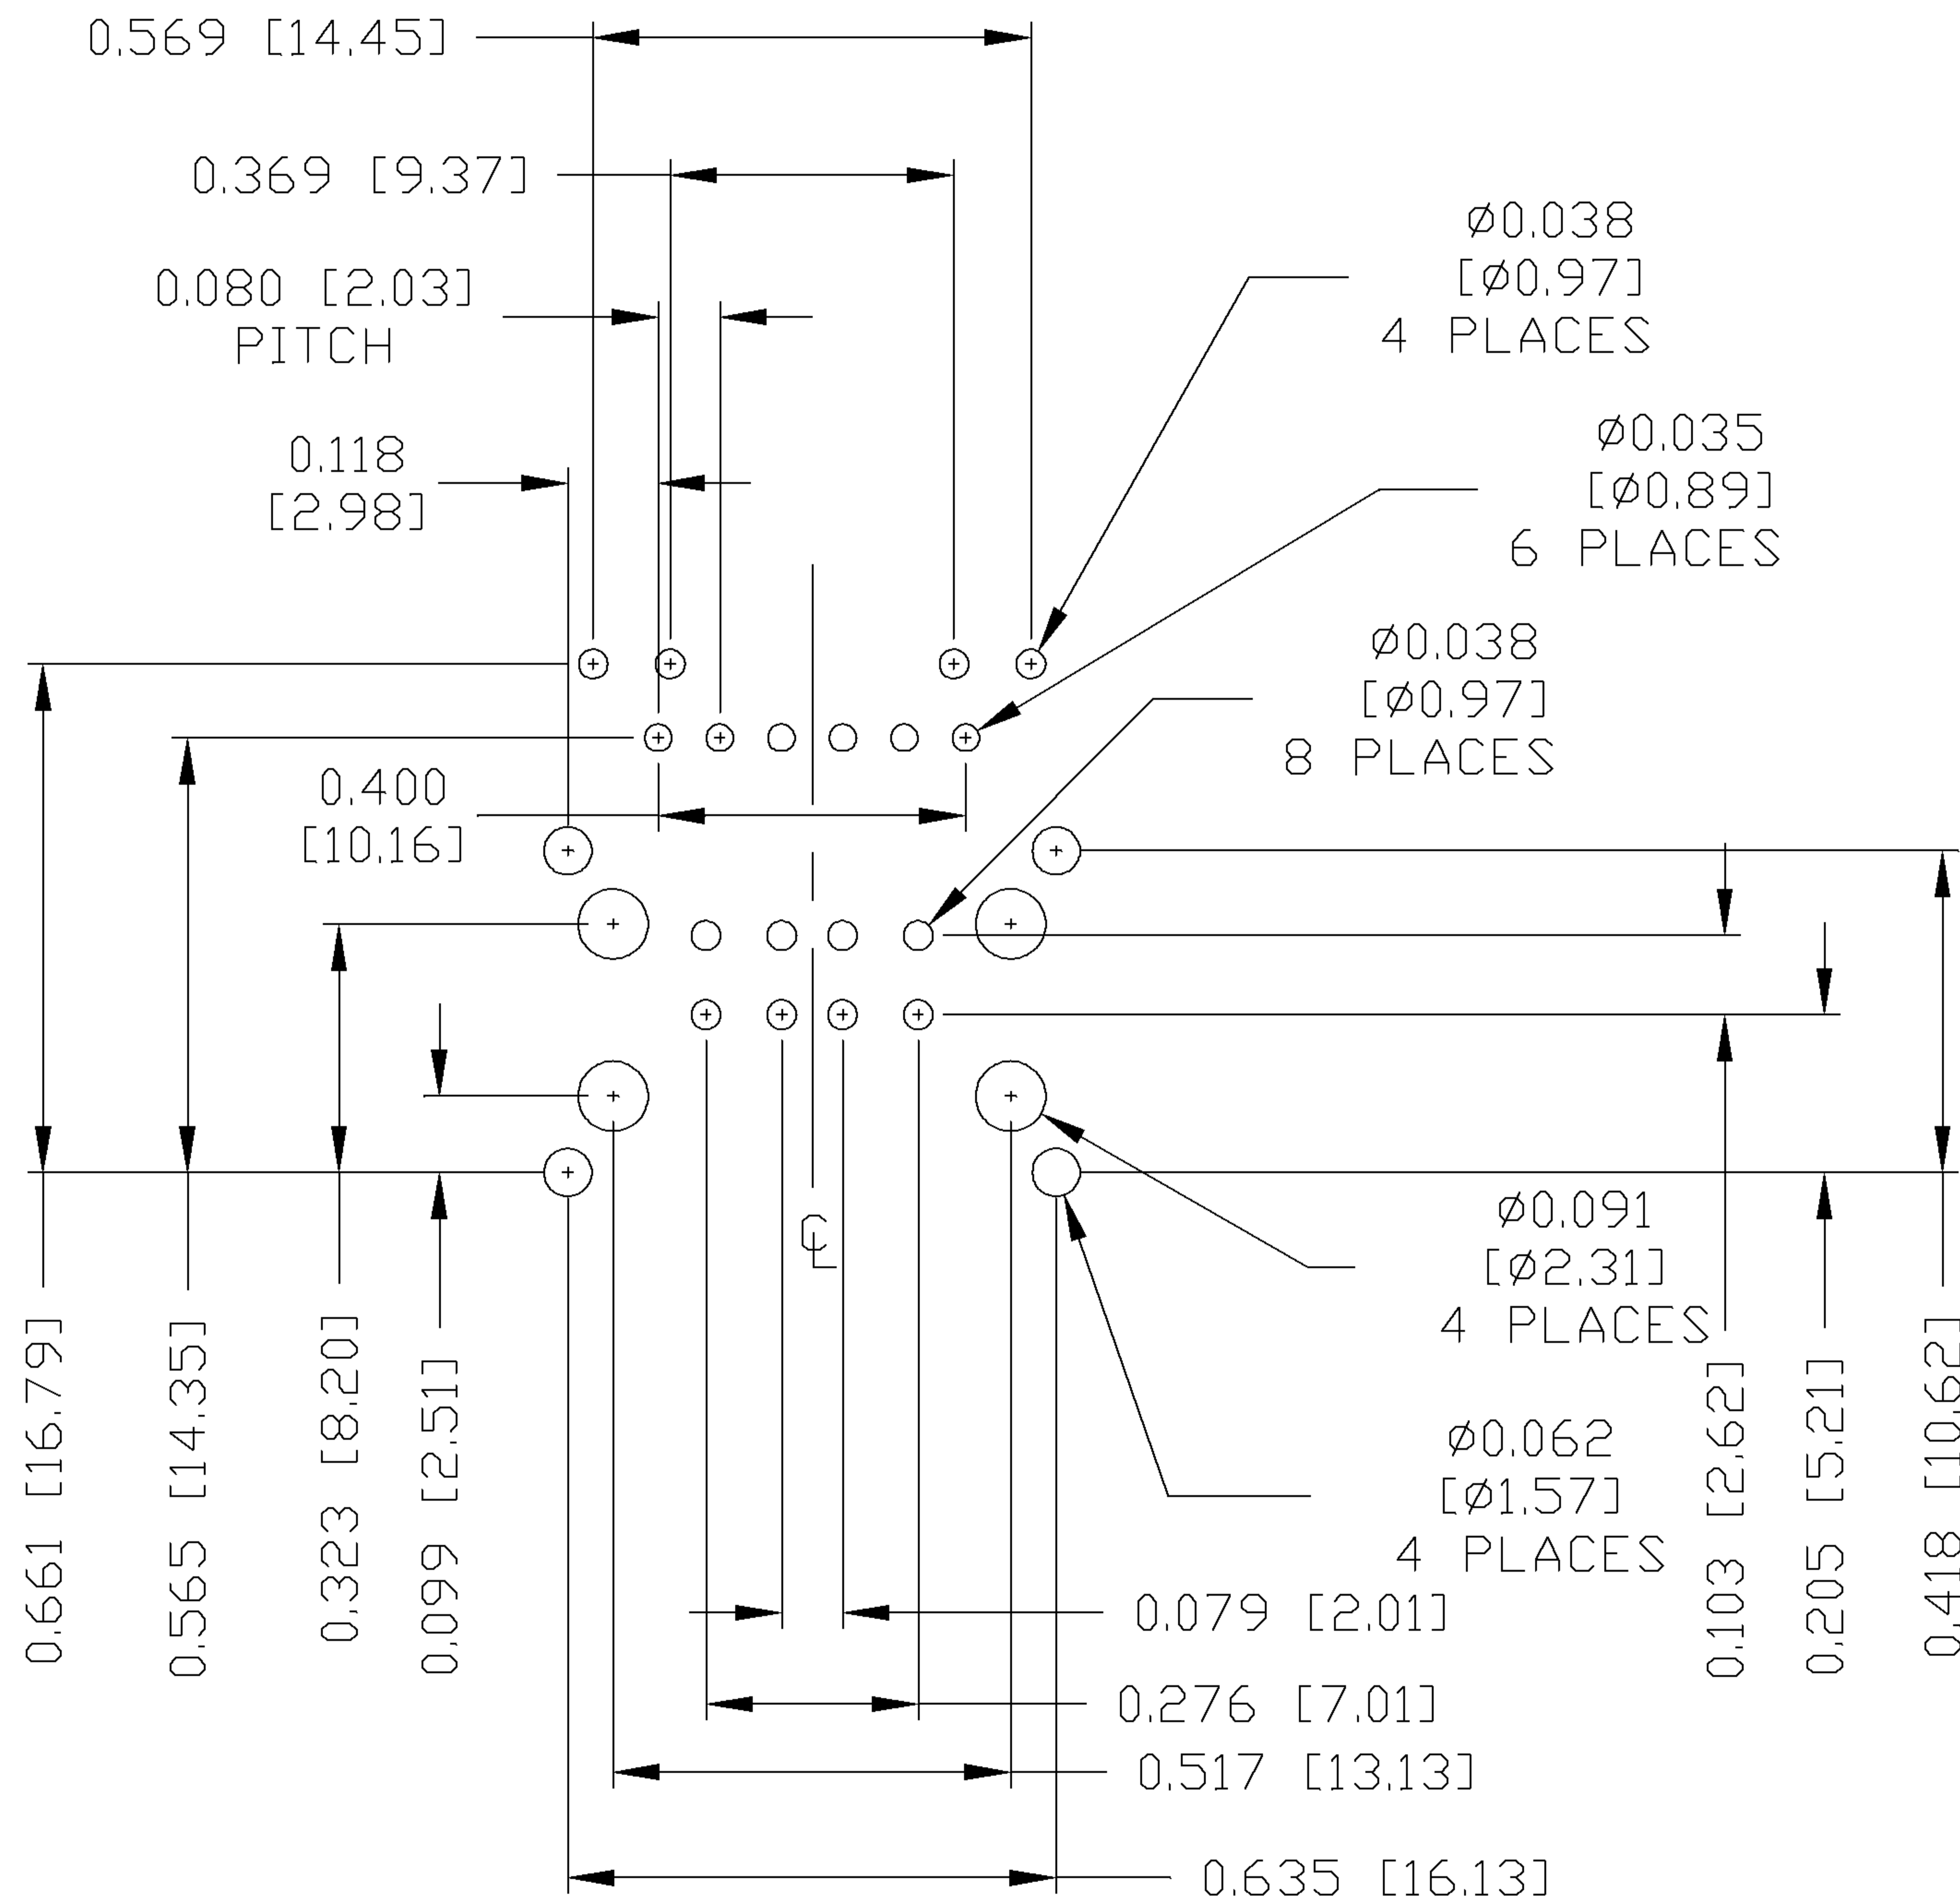 0.569 [14.45]
0.369 [9.37]
0.080 [2.03]
PITCH
0.118
[2.98]
Ø0.038
[Ø0.97]
4 PLACES
Ø0.035
[Ø0.89]
6 PLACES
Ø0.038
[Ø0.97]
8 PLACES
0.400
[10.16]
CL
Ø0.091
[Ø2.31]
4 PLACES
Ø0.062
[Ø1.57]
4 PLACES
0.661 [16.79]
0.565 [14.35]
0.323 [8.20]
0.099 [2.51]
0.103 [2.62]
0.205 [5.21]
0.418 [10.62]
0.079 [2.01]
0.276 [7.01]
0.517 [13.13]
0.635 [16.13]